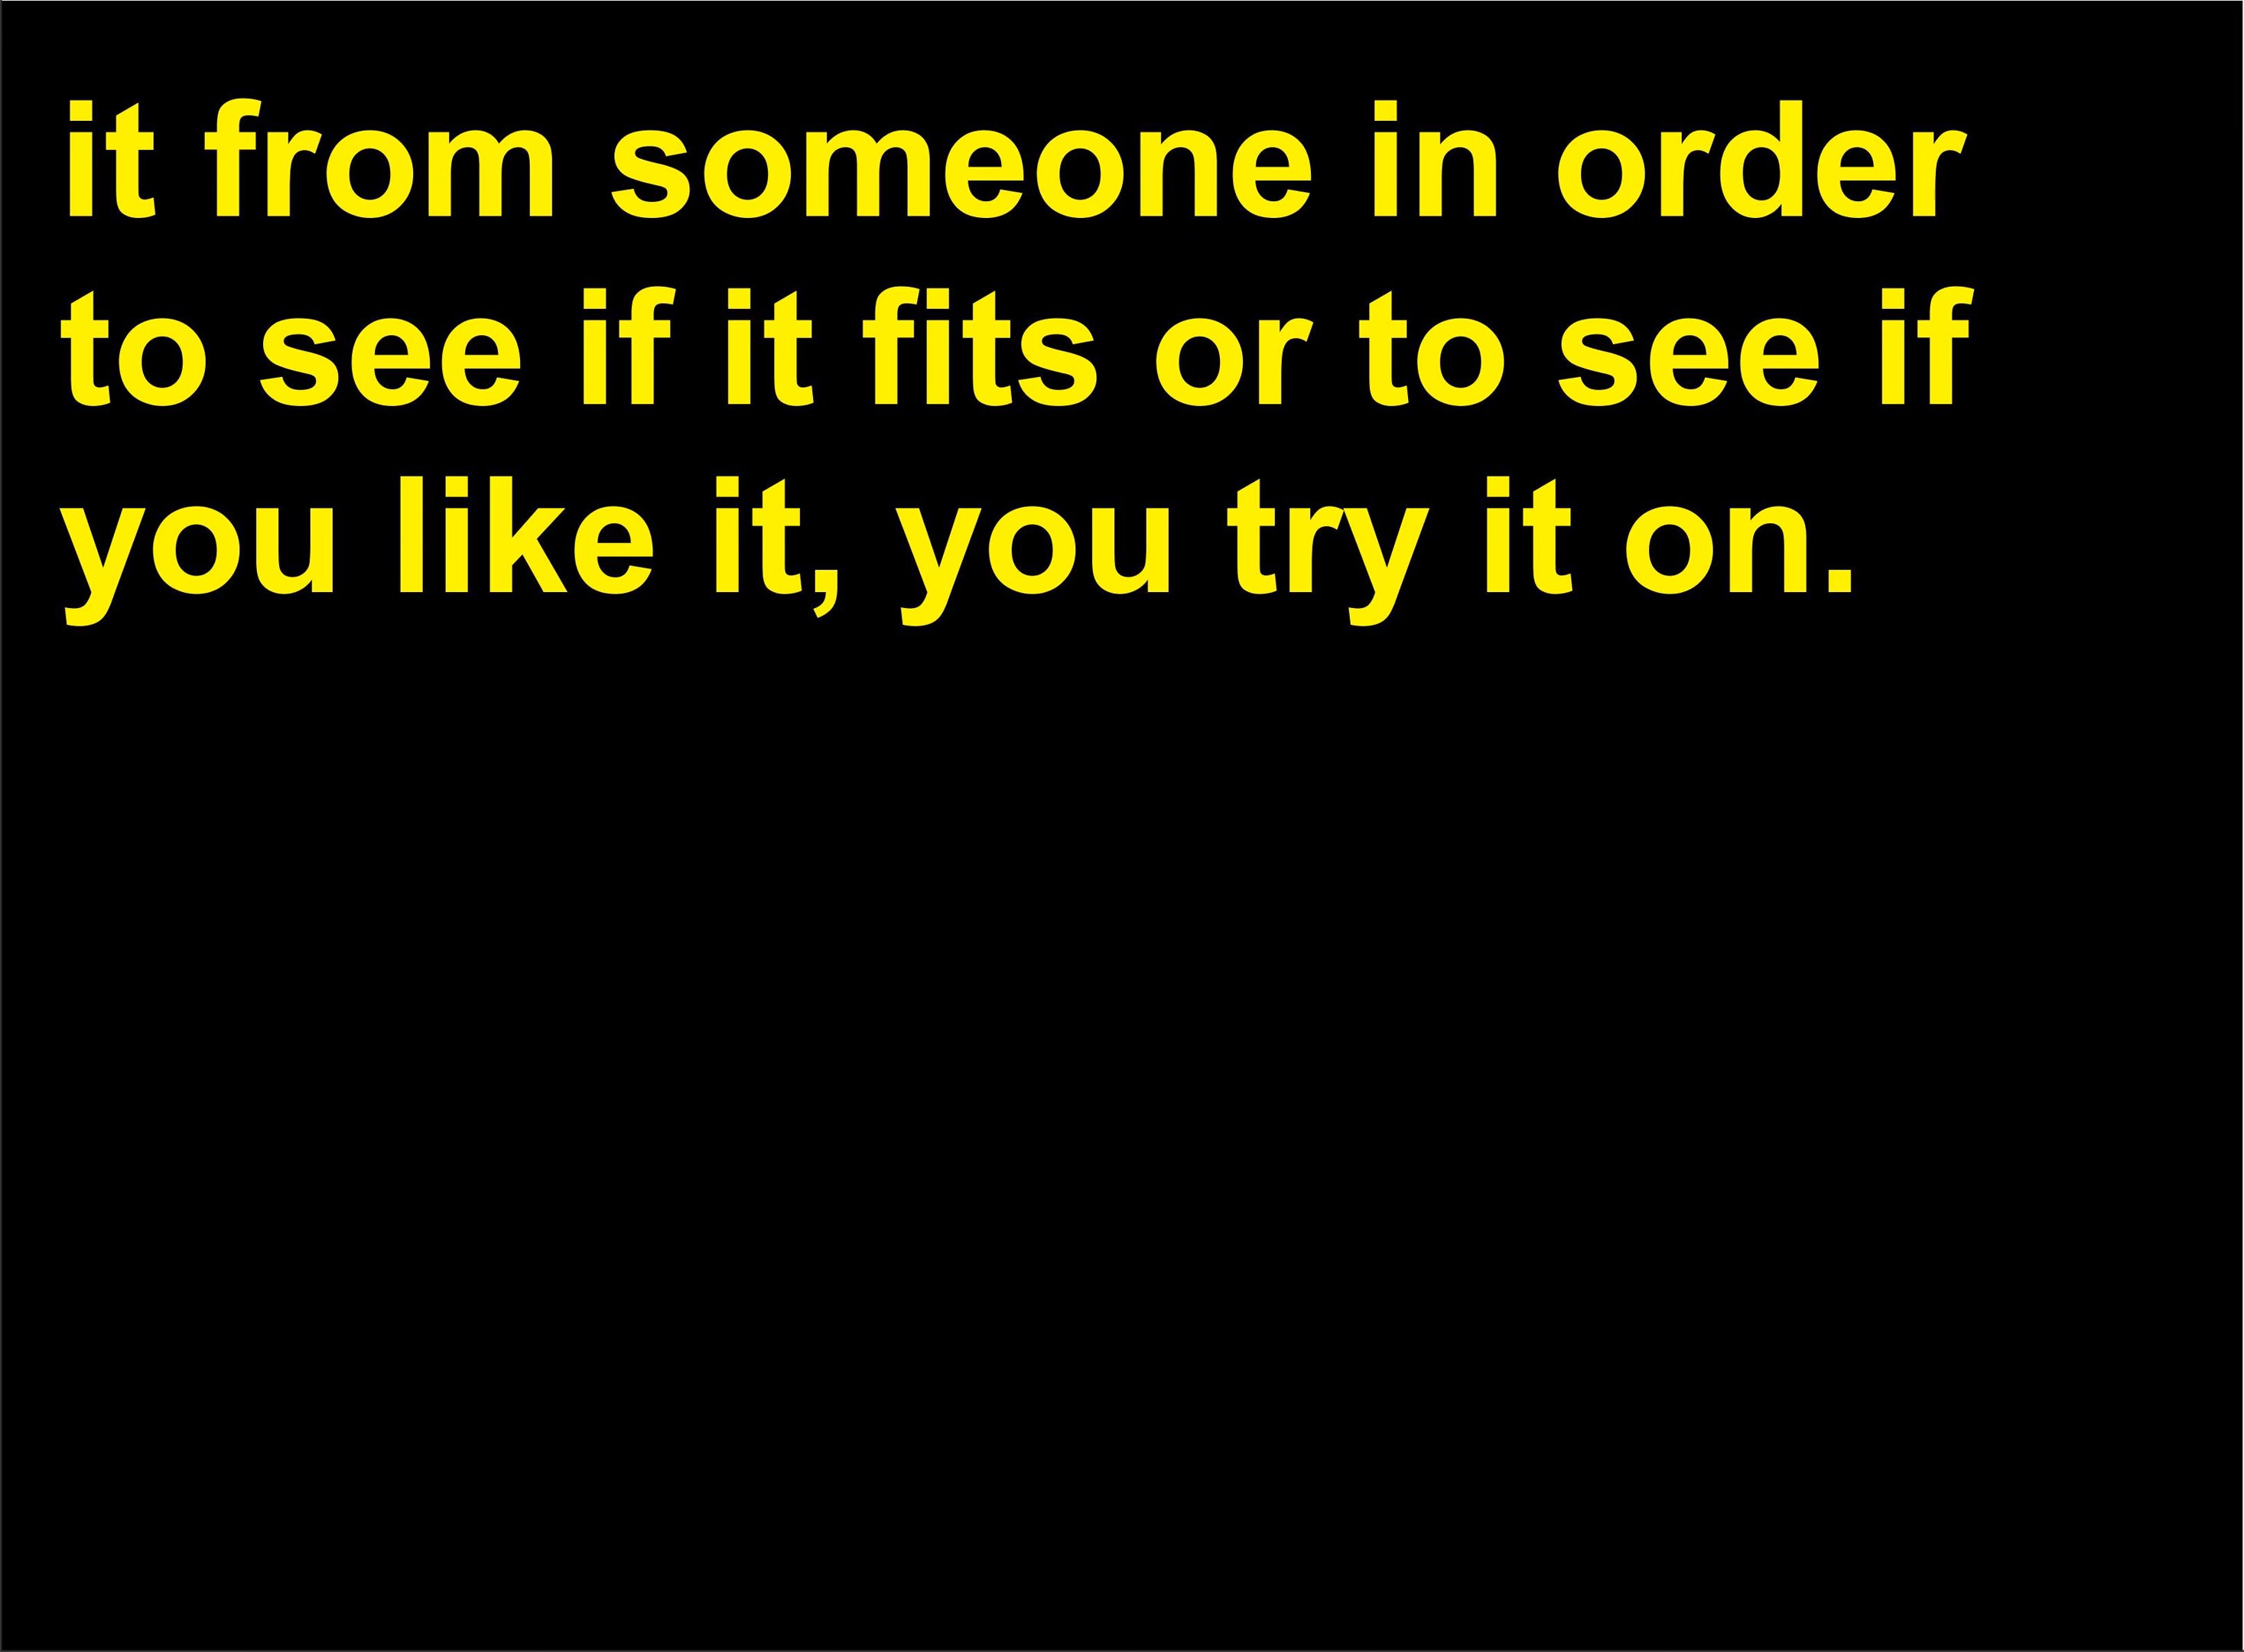 it from someone in order
to see if it fits or to see if
you like it, you try it on.